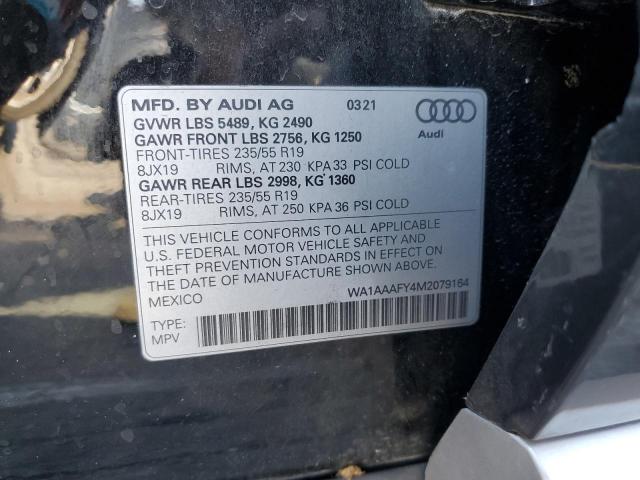 MFD. BY AUDI AG 03 21
GVWR LBS 5489, KG 2490
GAWR FRONT LBS 2756, KG 1250
FRONT-TIRES 235/55 R19
8JX19 RIMS, AT 230 KPA 33 PSI COLD
GAWR REAR LBS 2998, KG 1360
REAR-TIRES 235/55 R19
8JX19 RIMS, AT 250 KPA 36 PSI COLD
Audi
THIS VEHICLE CONFORMS TO ALL APPLICABLE
U.S. FEDERAL MOTOR VEHICLE SAFETY AND
THEFT PREVENTION STANDARDS IN EFFECT ON
THE DATE OF MANUFACTURE SHOWN ABOVE.
MEXICO
WA1AAAFY4M2079164
TYPE:
MPV